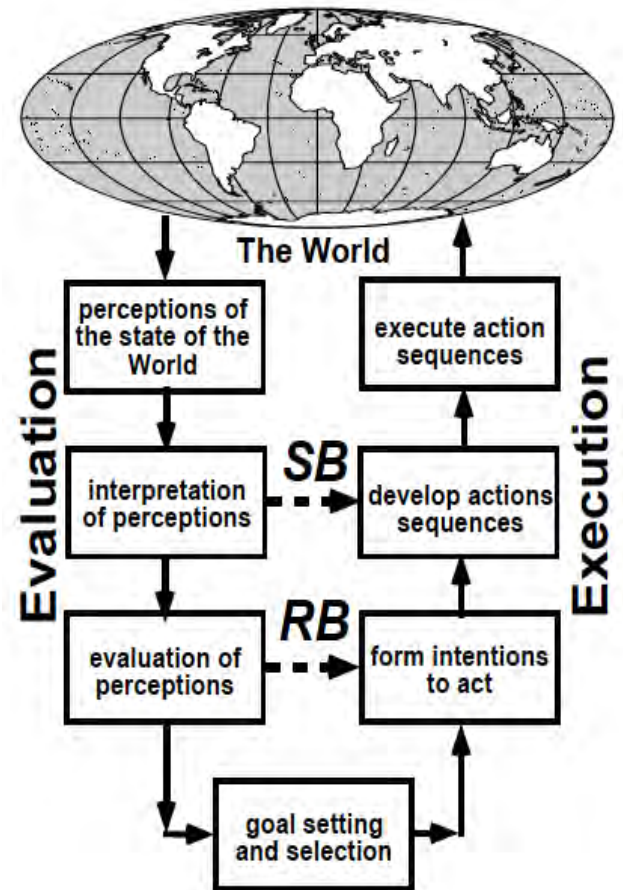 The World
Evaluation
perceptions of
the state of the
World
interpretation
of perceptions
evaluation of
perceptions
SB
RB
goal setting
and selection
execute action
sequences
develop actions
sequences
form intentions
to act
Execution